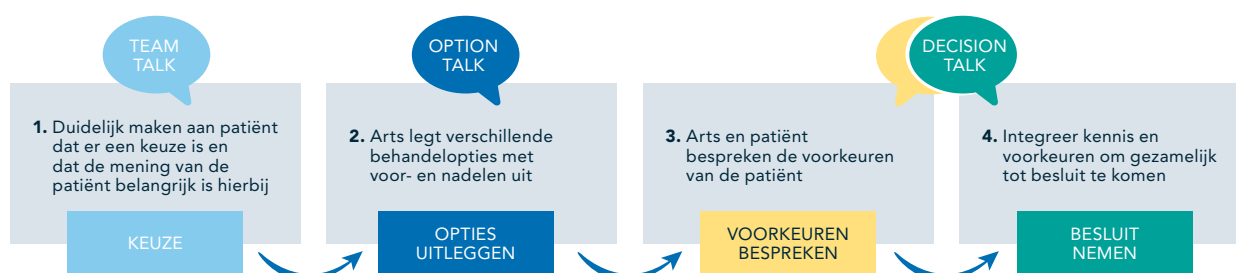 TEAM
TALK
1. Duidelijk maken aan patiënt
dat er een keuze is en
dat de mening van de
patiënt belangrijk is hierbij
KEUZE
OPTION
TALK
2. Arts legt verschillende
behandelopties met
voor- en nadelen uit
OPTIES
UITLEGGEN
DECISION
TALK
3. Arts en patiënt
bespreken de voorkeuren
van de patiënt
VOORKEUREN
BESPREKEN
4. Integreer kennis en
voorkeuren om gezamelijk
tot besluit te komen
BESLUIT
NEMEN